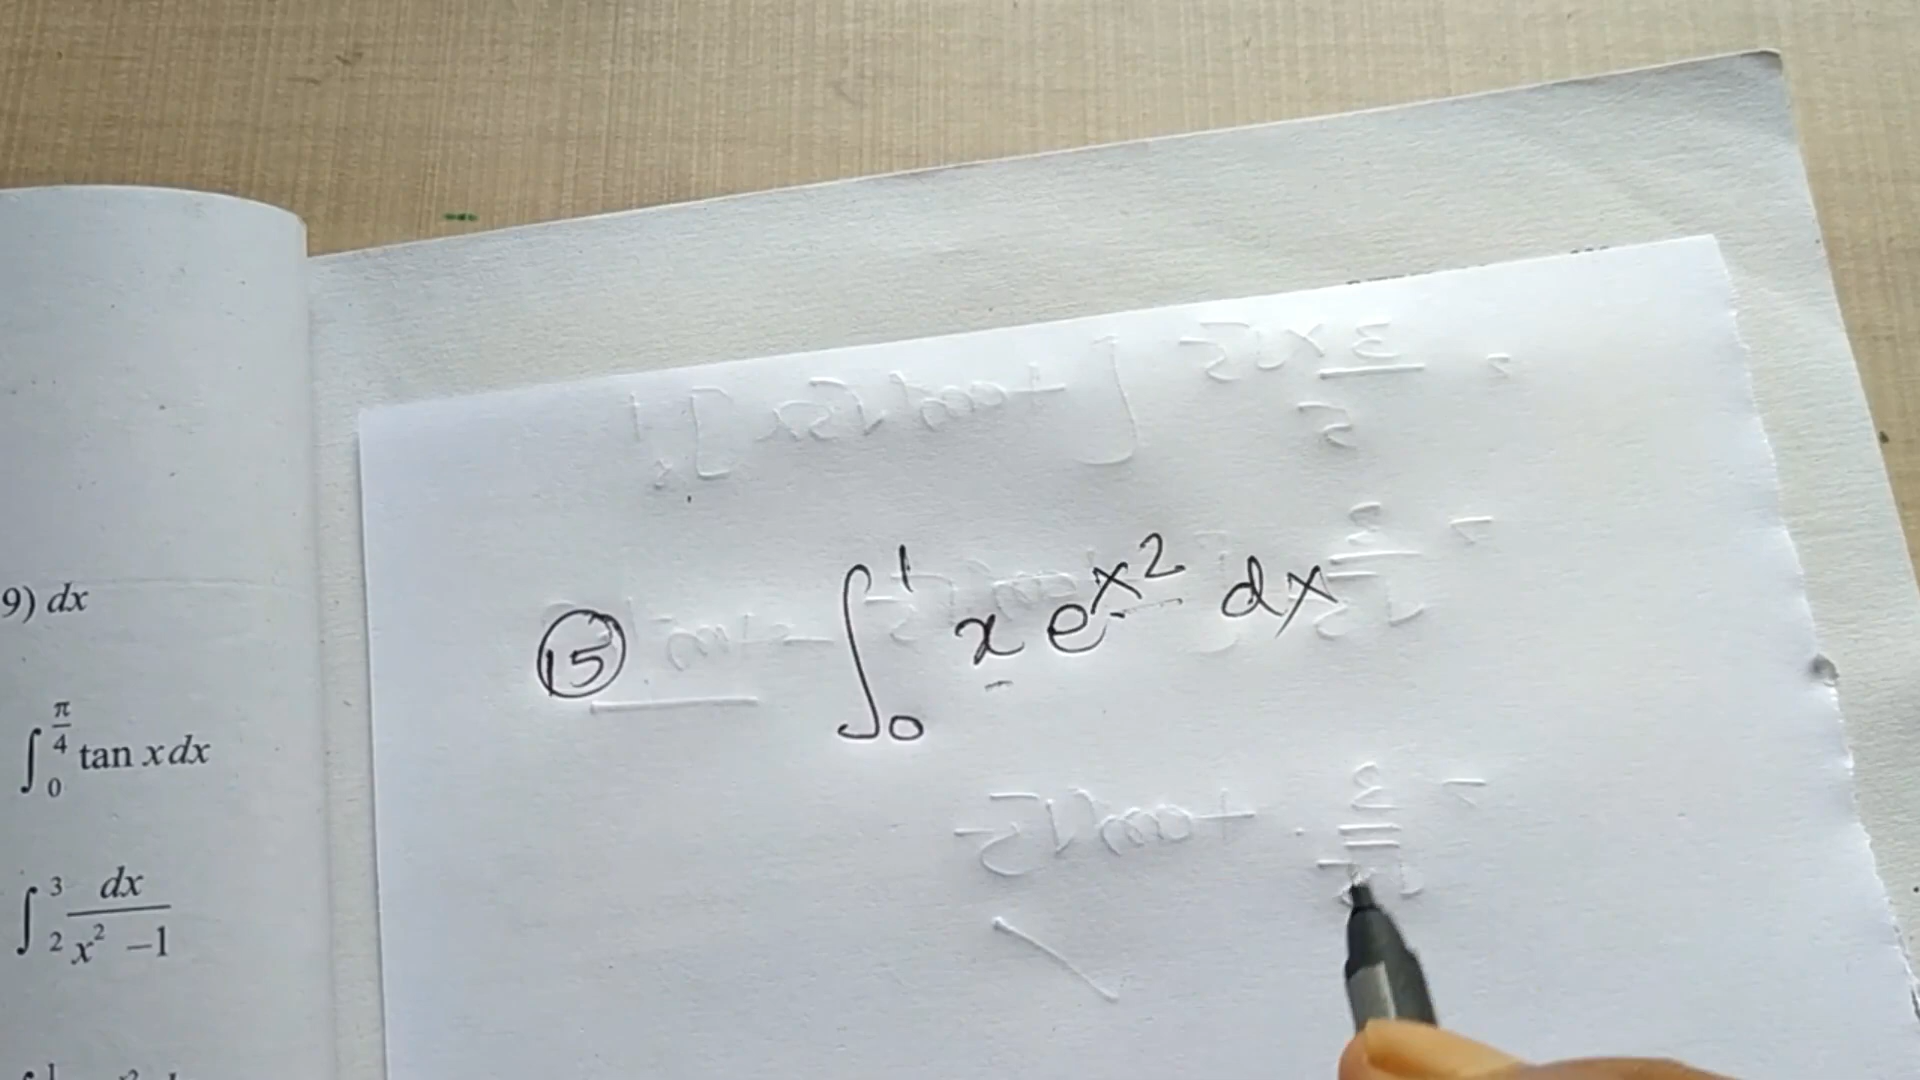 9) dx
∫₀^(π/4) tan x dx
∫₂³ dx / (x² −1)
⑮ ∫₀¹ x e^(x²) dx